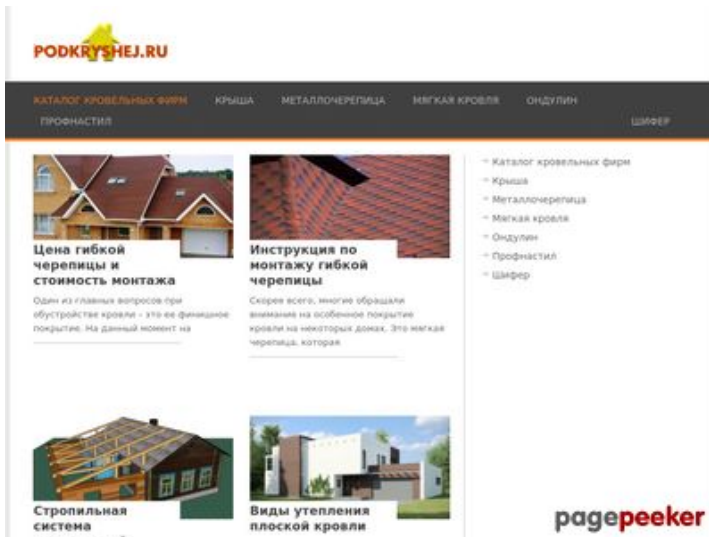 PODKRYSHEJ.RU
КАТАЛОГ КРОВЕЛЬНЫХ ФИРМ КРЫША МЕТАЛЛОЧЕРЕПИЦА МЯГКАЯ КРОВЛЯ ОНДУЛИН
ПРОФНАСТИЛ ШИФЕР
Цена гибкой
черепицы и
стоимость монтажа
Один из главных вопросов при
обустройстве кровли – это ее финишное
покрытие. На данный момент на
Инструкция по
монтажу гибкой
черепицы
Скорее всего, многие обращали
внимание на особенное покрытие
кровли на некоторых домах. Это мягкая
черепица, которая
Каталог кровельных фирм
Крыша
Металлочерепица
Мягкая кровля
Ондулин
Профнастил
Шифер
Стропильная
система
Виды утепления
плоской кровли
pagepeeker